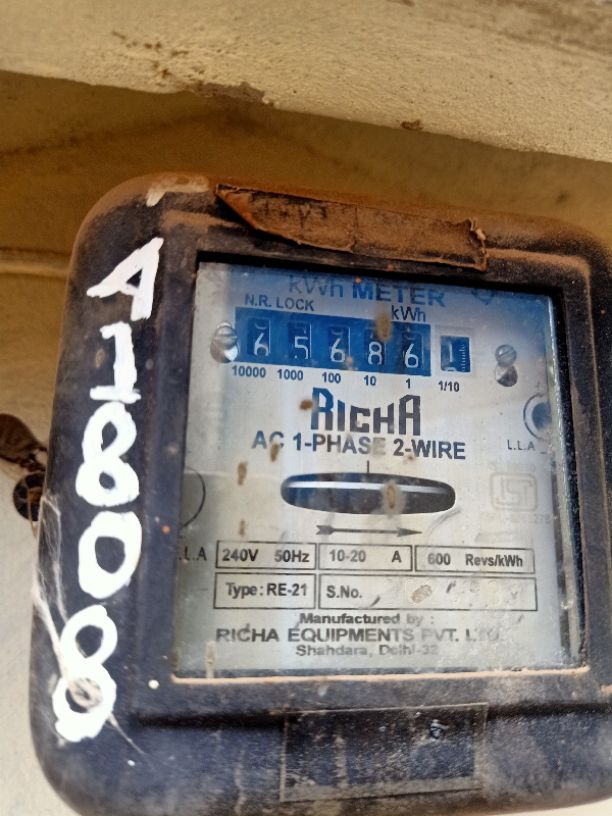 kWh METER
N.R. LOCK kWh
6 5 6 8 6 1
10000 1000 100 10 1 1/10
RICHA
AC 1-PHASE 2-WIRE
L.L.A
240V 50Hz 10-20 A 600 Revs/kWh
Type: RE-21 S.No.
Manufactured by :
RICHA EQUIPMENTS PVT. LTD.
Shahdara, Delhi-32